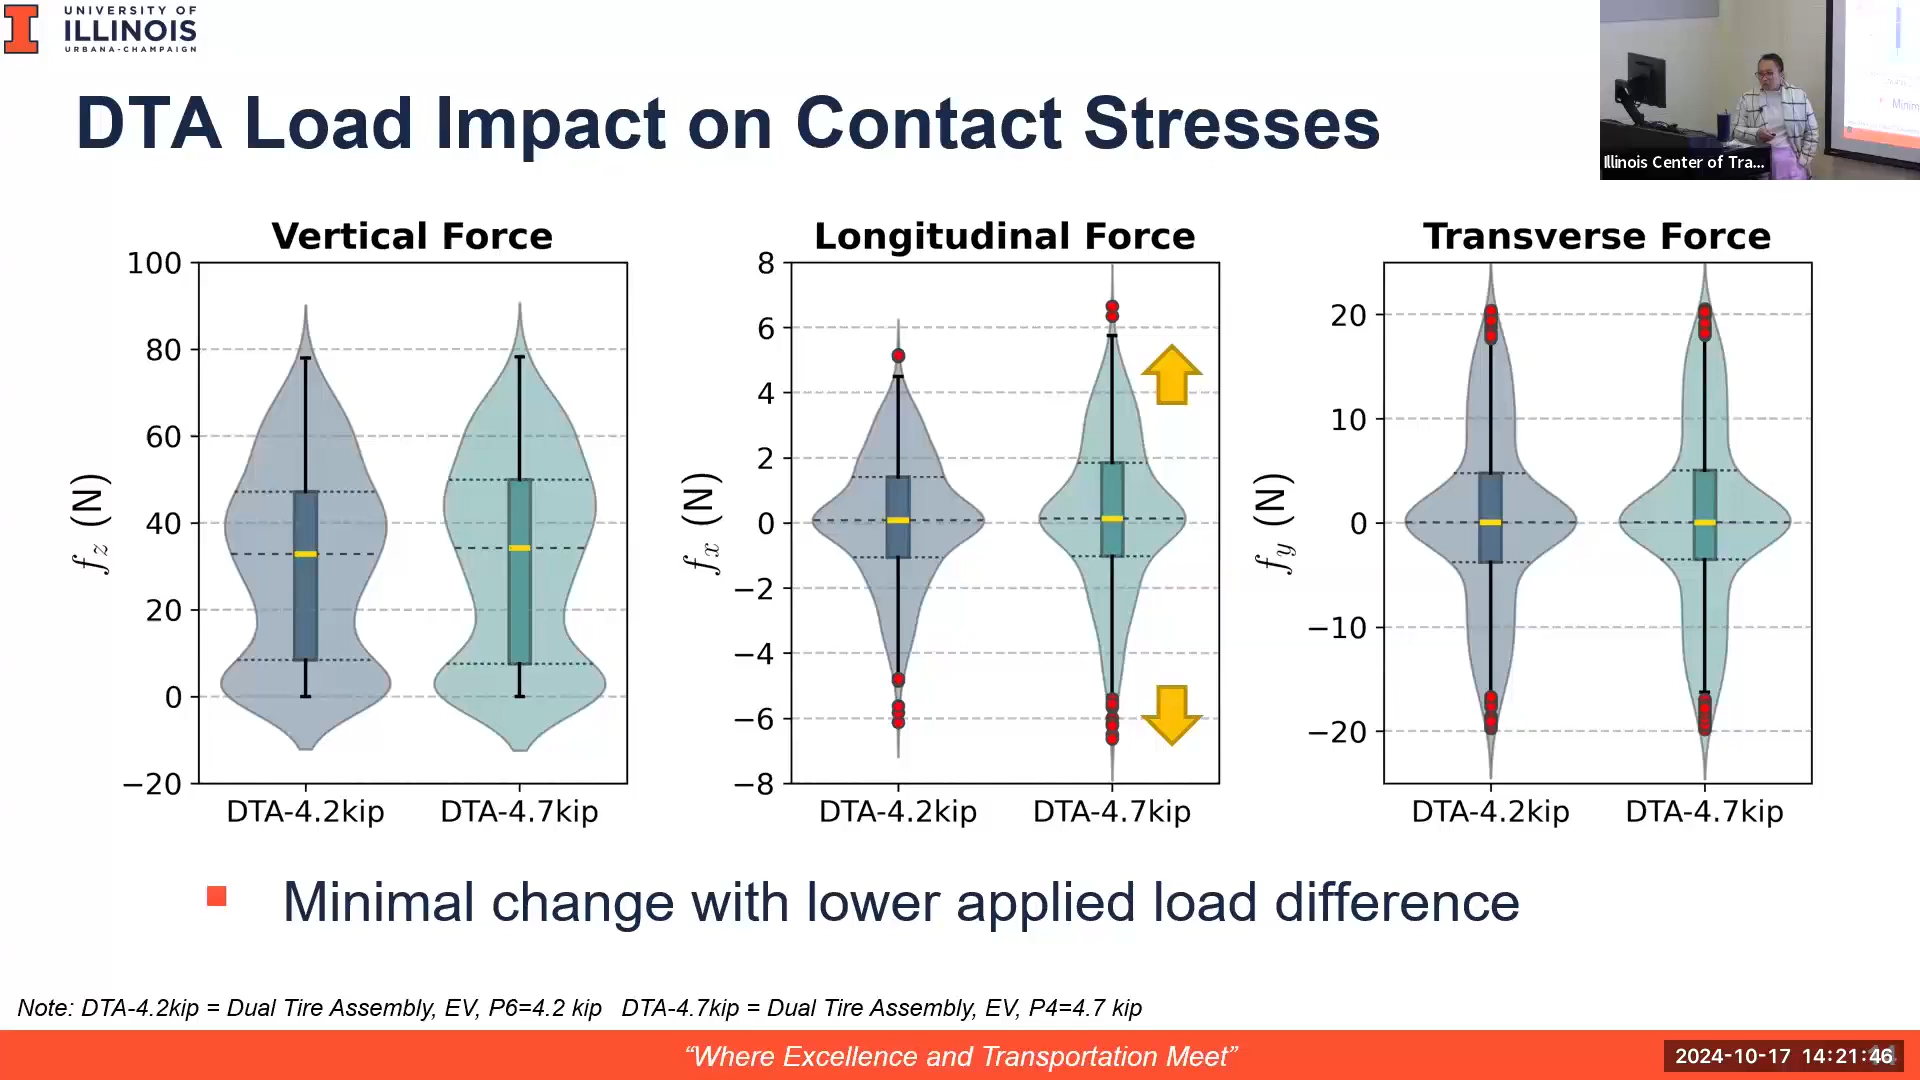 UNIVERSITY OF
ILLINOIS
URBANA-CHAMPAIGN
DTA Load Impact on Contact Stresses
Illinois Center of Tra...
Minim
Vertical Force
100
80
60
40
20
0
−20
f z (N)
DTA-4.2kip
DTA-4.7kip
Longitudinal Force
8
6
4
2
0
−2
−4
−6
−8
f x (N)
DTA-4.2kip
DTA-4.7kip
Transverse Force
20
10
0
−10
−20
f y (N)
DTA-4.2kip
DTA-4.7kip
Minimal change with lower applied load difference
Note: DTA-4.2kip = Dual Tire Assembly, EV, P6=4.2 kip DTA-4.7kip = Dual Tire Assembly, EV, P4=4.7 kip
“Where Excellence and Transportation Meet”
2024-10-17 14:21:46